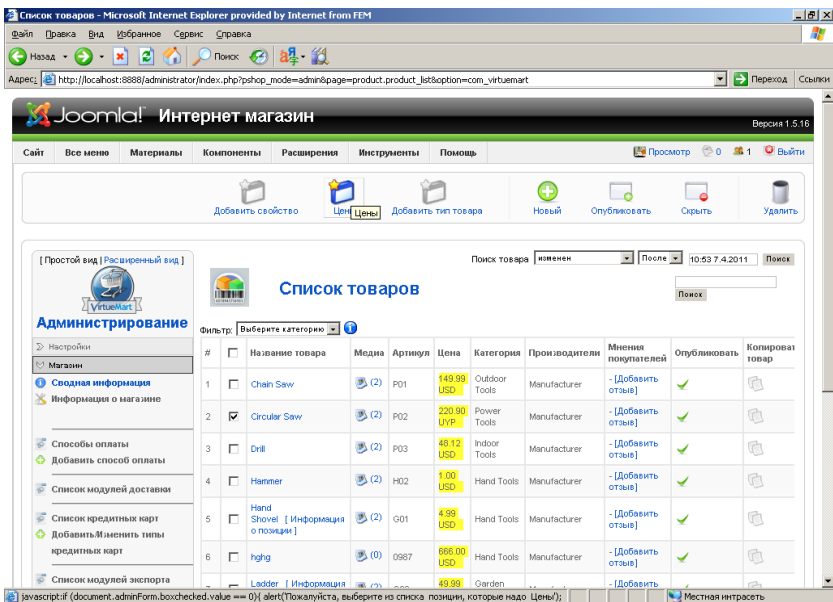 Список товаров - Microsoft Internet Explorer provided by Internet from FEM
Файл Правка Вид Избранное Сервис Справка
Назад Поиск
Адрес: http://localhost:8888/administrator/index.php?pshop_mode=admin&page=product.product_list&option=com_virtuemart Переход Ссылки
Joomla! Интернет магазин
Версия 1.5.16
Сайт Все меню Материалы Компоненты Расширения Инструменты Помощь Просмотр 0 1 Выйти
Добавить свойство Цены Добавить тип товара Новый Опубликовать Скрыть Удалить
Цены
[ Простой вид | Расширенный вид ]
VirtueMart
Администрирование
Настройки
Магазин
Сводная информация
Информация о магазине
Способы оплаты
Добавить способ оплаты
Список модулей доставки
Список кредитных карт
Добавить/Изменить типы
кредитных карт
Список модулей экспорта
Поиск товара изменен После 10:53 7.4.2011 Поиск
Поиск
Список товаров
Фильтр: Выберите категорию
# Название товара Медиа Артикул Цена Категория Производители Мнения покупателей Опубликовать Копироват товар
1 Chain Saw (2) P01 149.99 USD Outdoor Tools Manufacturer - [Добавить отзыв]
2 Circular Saw (2) P02 220.90 UYP Power Tools Manufacturer - [Добавить отзыв]
3 Drill (2) P03 48.12 USD Indoor Tools Manufacturer - [Добавить отзыв]
4 Hammer (2) H02 1.00 USD Hand Tools Manufacturer - [Добавить отзыв]
5 Hand Shovel [ Информация о позиции ] (2) G01 4.99 USD Hand Tools Manufacturer - [Добавить отзыв]
6 hghg (0) 0987 666.00 USD Hand Tools Manufacturer - [Добавить отзыв]
Ladder [ Информация (2) 49.99 Garden - [Добавить
javascript:if (document.adminForm.boxchecked.value == 0){ alert('Пожалуйста, выберите из списка позиции, которые надо Цены'); Местная интрасеть